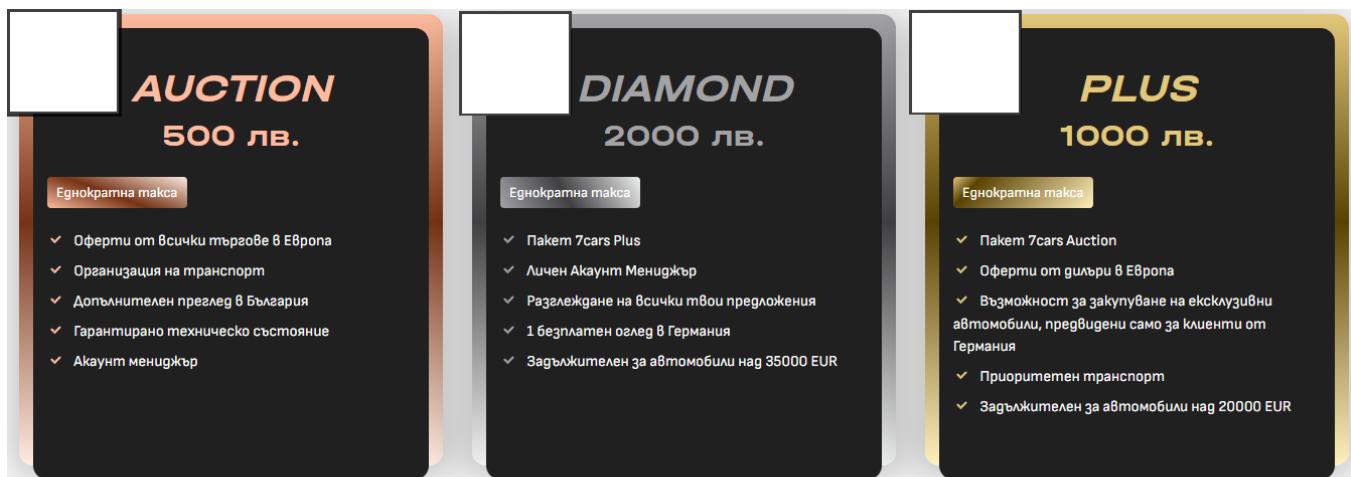 AUCTION
500 лв.
Еднократна такса
Оферти от всички търгове в Европа
Организация на транспорт
Допълнителен преглед в България
Гарантирано техническо състояние
Акаунт мениджър
DIAMOND
2000 лв.
Еднократна такса
Пакет 7cars Plus
Личен Акаунт Мениджър
Разглеждане на всички твои предложения
1 безплатен оглед в Германия
Задължителен за автомобили над 35000 EUR
PLUS
1000 лв.
Еднократна такса
Пакет 7cars Auction
Оферти от дилъри в Европа
Възможност за закупуване на ексклузивни
автомобили, предвидени само за клиенти от
Германия
Приоритетен транспорт
Задължителен за автомобили над 20000 EUR